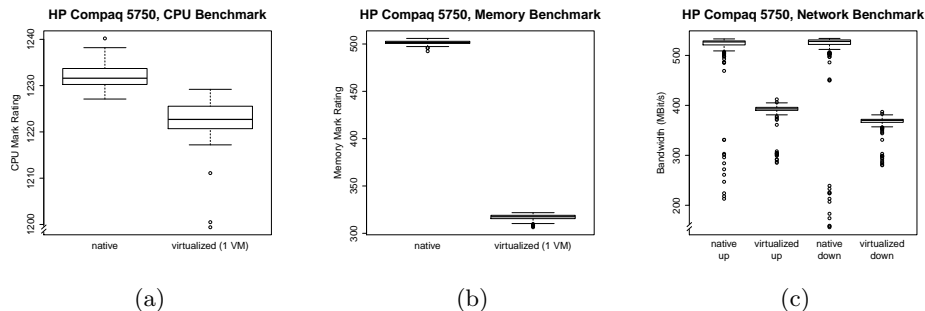 HP Compaq 5750, CPU Benchmark
CPU Mark Rating
1240
1230
1220
1210
1200
native
virtualized (1 VM)
(a)
HP Compaq 5750, Memory Benchmark
Memory Mark Rating
500
450
400
350
300
native
virtualized (1 VM)
(b)
HP Compaq 5750, Network Benchmark
Bandwidth (MBit/s)
500
400
300
200
native up
virtualized up
native down
virtualized down
(c)